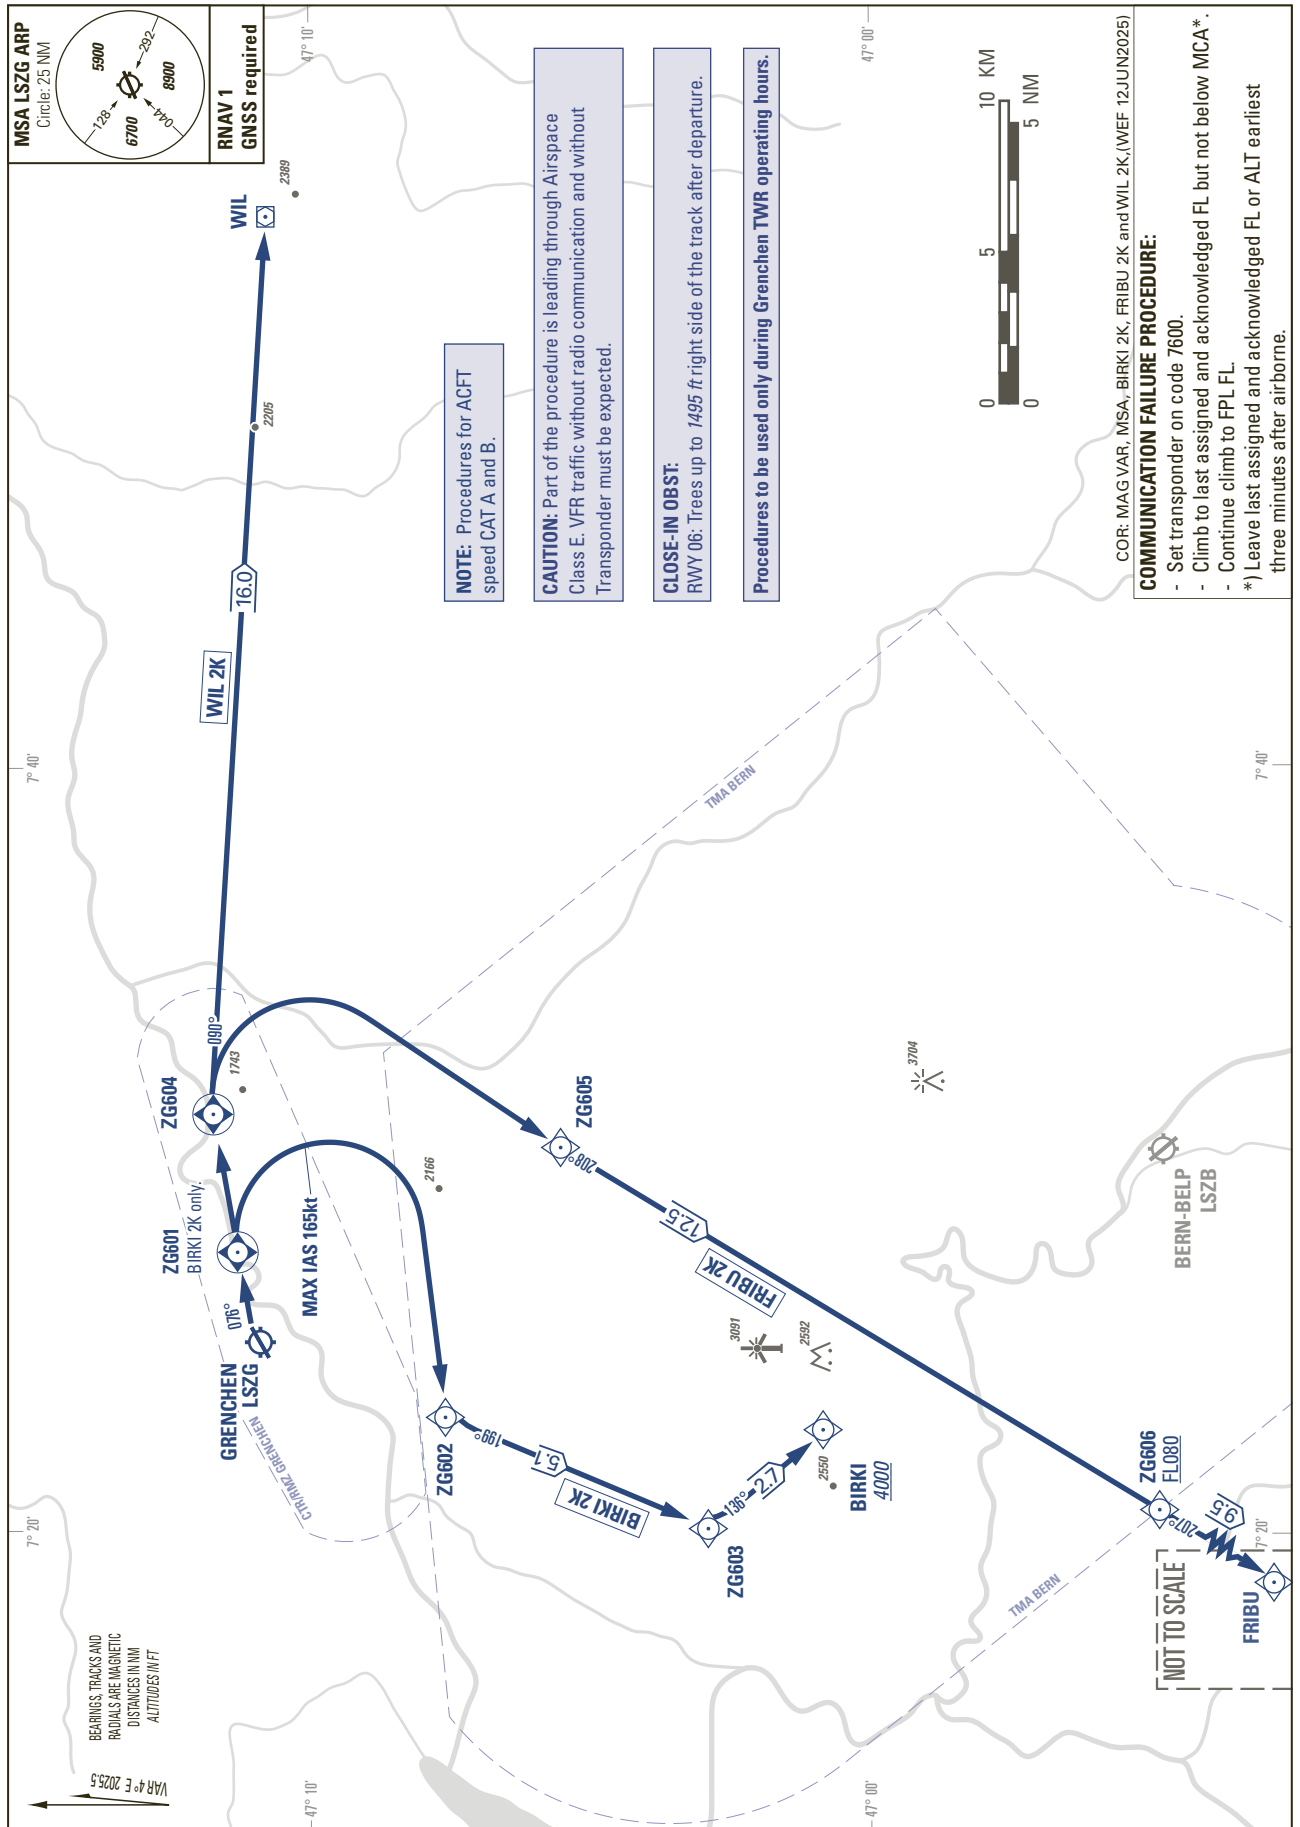 BEARINGS, TRACKS AND
RADIALS ARE MAGNETIC
DISTANCES IN NM
ALTITUDES IN FT
VAR 4° E 2025.5
7° 20'
7° 40'
MSA LSZG ARP
Circle: 25 NM
128
5900
292
6700
8900
044
RNAV 1
GNSS required
47° 10'
47° 10'
CTR/RMZ GRENCHEN
GRENCHEN
LSZG
076°
ZG601
BIRKI 2K only.
MAX IAS 165kt
ZG604
1743
090°
WIL 2K
16.0
2205
WIL
2389
2166
ZG602
199°
5.1
BIRKI 2K
ZG603
136°
2.7
2550
BIRKI
4000
ZG605
208°
12.5
FRIBU 2K
3091
2592
3704
TMA BERN
NOTE: Procedures for ACFT
speed CAT A and B.
CAUTION: Part of the procedure is leading through Airspace
Class E. VFR traffic without radio communication and without
Transponder must be expected.
CLOSE-IN OBST:
RWY 06: Trees up to 1495 ft right side of the track after departure.
Procedures to be used only during Grenchen TWR operating hours.
47° 00'
47° 00'
0 5 10 KM
0 5 NM
BERN-BELP
LSZB
TMA BERN
ZG606
FL080
207°
9.5
NOT TO SCALE
FRIBU
7° 20'
7° 40'
COR: MAG VAR, MSA, BIRKI 2K, FRIBU 2K and WIL 2K,(WEF 12JUN2025)
COMMUNICATION FAILURE PROCEDURE:
- Set transponder on code 7600.
- Climb to last assigned and acknowledged FL but not below MCA*.
- Continue climb to FPL FL.
*) Leave last assigned and acknowledged FL or ALT earliest
three minutes after airborne.